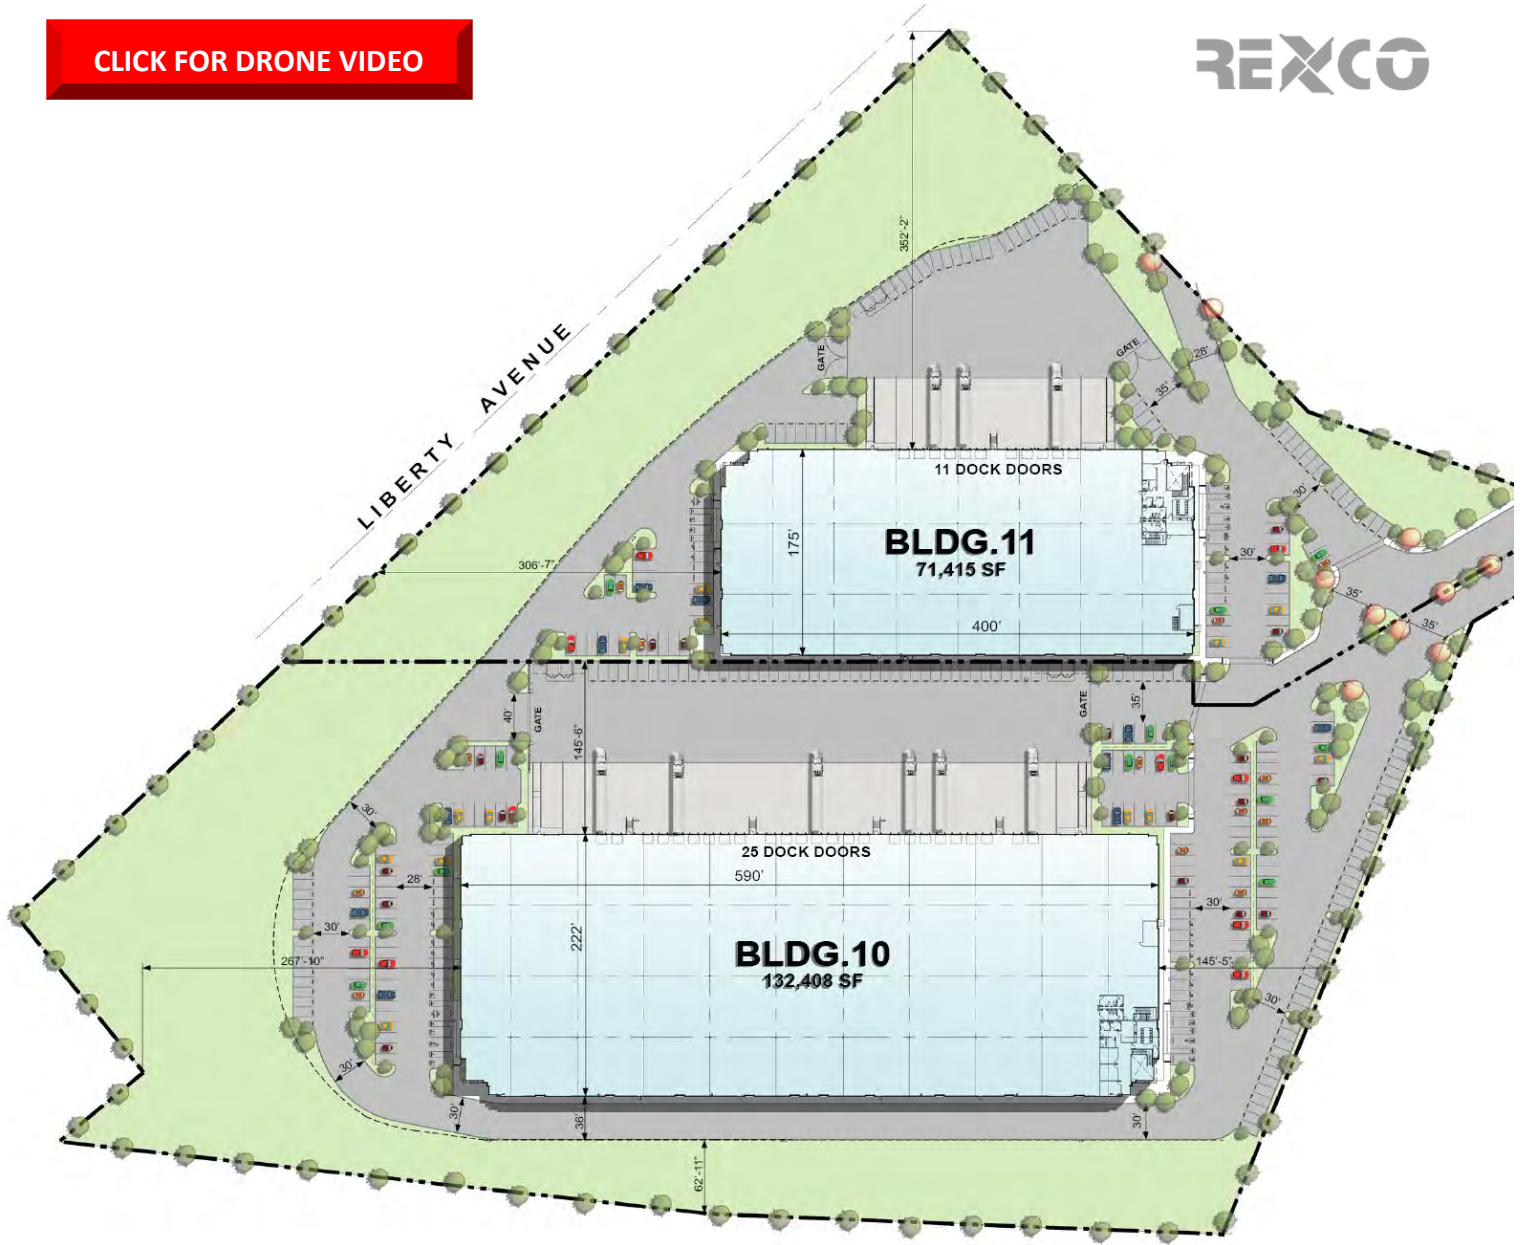 CLICK FOR DRONE VIDEO
REXCO
352'-2"
LIBERTY AVENUE
GATE
GATE
28'
35'
11 DOCK DOORS
30'
175'
BLDG.11
71,415 SF
306'-7"
30'
35'
400'
35'
40'
GATE
145'-6"
GATE
35'
30'
25 DOCK DOORS
590'
28'
222'
30'
30'
BLDG.10
132,408 SF
267'-10"
145'-5"
30'
30'
30'
36'
30'
62'-11"